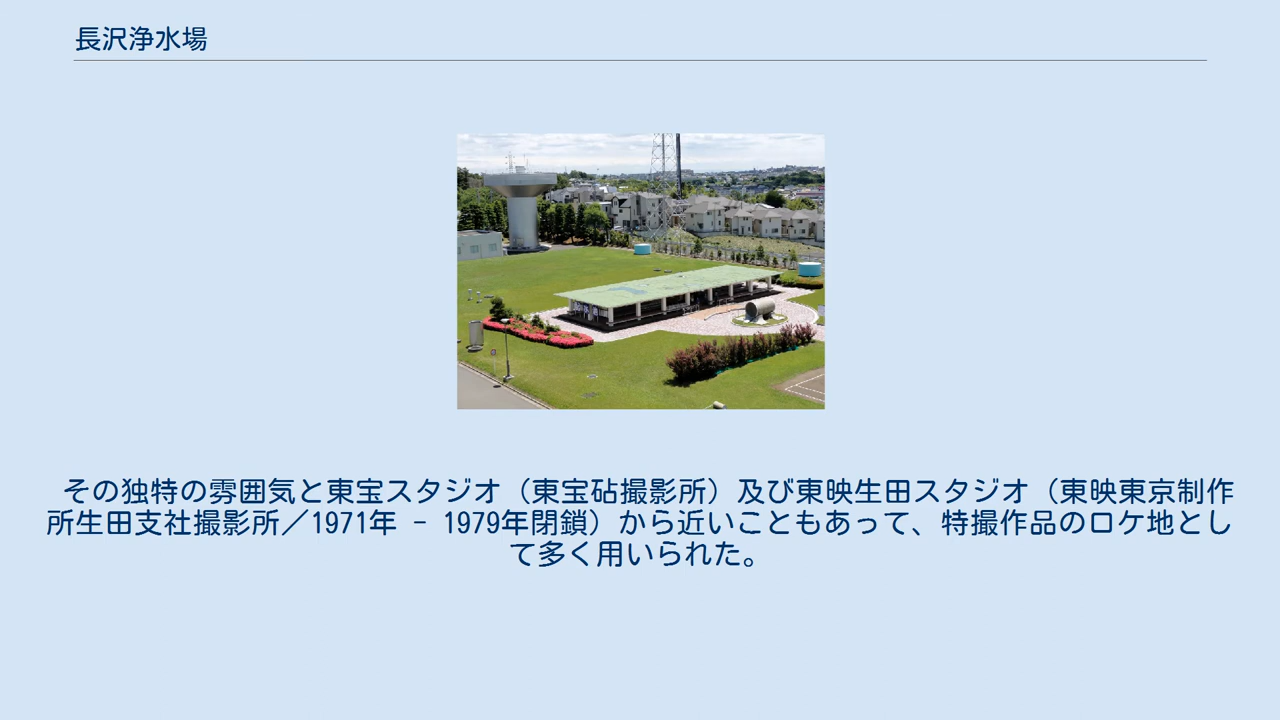 長沢浄水場
その独特の雰囲気と東宝スタジオ（東宝砧撮影所）及び東映生田スタジオ（東映東京制作
所生田支社撮影所／1971年 - 1979年閉鎖）から近いこともあって、特撮作品のロケ地とし
て多く用いられた。